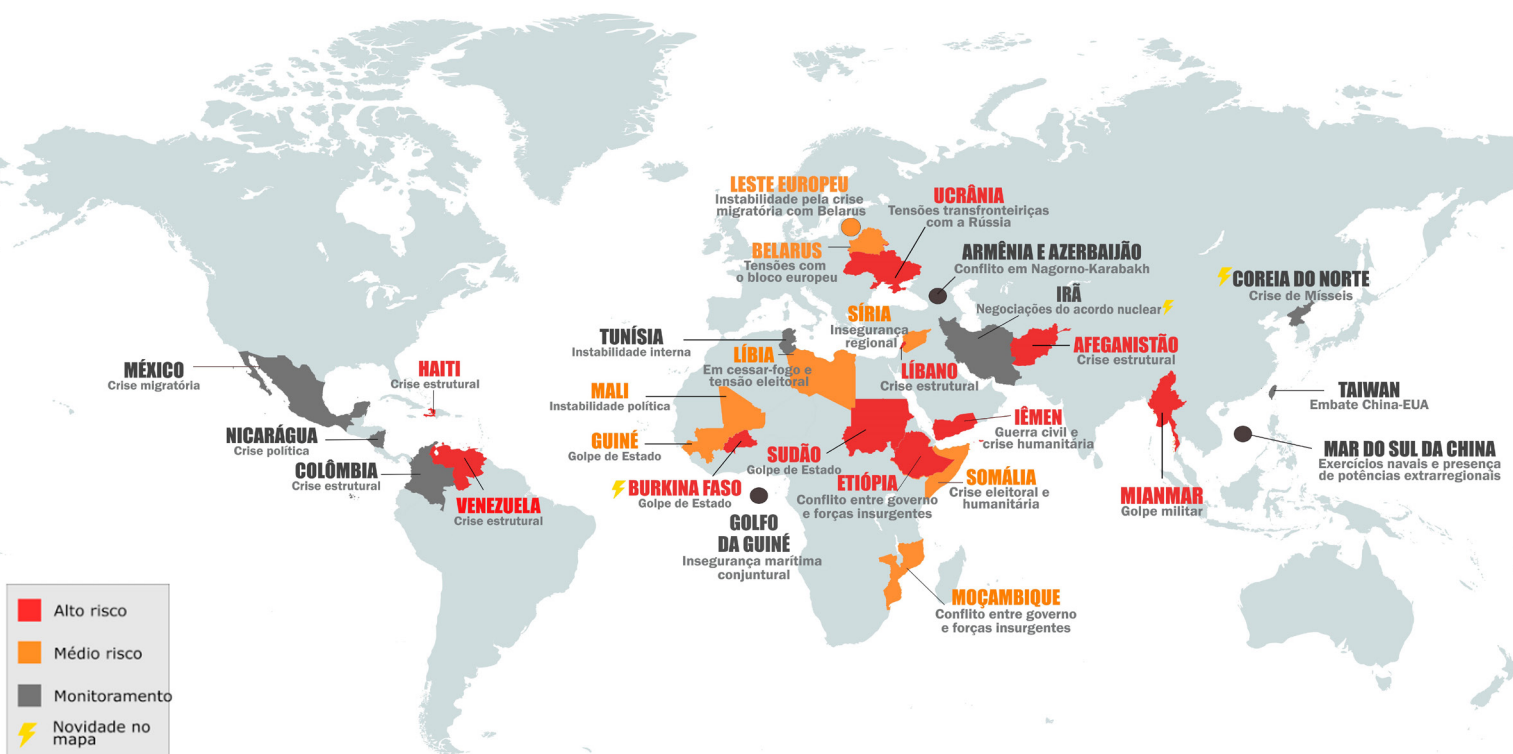 LESTE EUROPEU
Instabilidade pela crise
migratória com Belarus
UCRÂNIA
Tensões transfronteiriças
com a Rússia
BELARUS
Tensões com
o bloco europeu
ARMÊNIA E AZERBAIJÃO
Conflito em Nagorno-Karabakh
COREIA DO NORTE
Crise de Mísseis
IRÃ
Negociações do acordo nuclear
SÍRIA
Insegurança
regional
TUNÍSIA
Instabilidade interna
LÍBIA
Em cessar-fogo e
tensão eleitoral
LÍBANO
Crise estrutural
AFEGANISTÃO
Crise estrutural
MÉXICO
Crise migratória
HAITI
Crise estrutural
MALI
Instabilidade política
TAIWAN
Embate China-EUA
IÊMEN
Guerra civil e
crise humanitária
NICARÁGUA
Crise política
GUINÉ
Golpe de Estado
SUDÃO
Golpe de Estado
MAR DO SUL DA CHINA
Exercícios navais e presença
de potências extrarregionais
COLÔMBIA
Crise estrutural
VENEZUELA
Crise estrutural
BURKINA FASO
Golpe de Estado
ETIÓPIA
Conflito entre governo
e forças insurgentes
SOMÁLIA
Crise eleitoral e
humanitária
MIANMAR
Golpe militar
GOLFO
DA GUINÉ
Insegurança marítima
conjuntural
MOÇAMBIQUE
Conflito entre governo
e forças insurgentes
Alto risco
Médio risco
Monitoramento
Novidade no
mapa